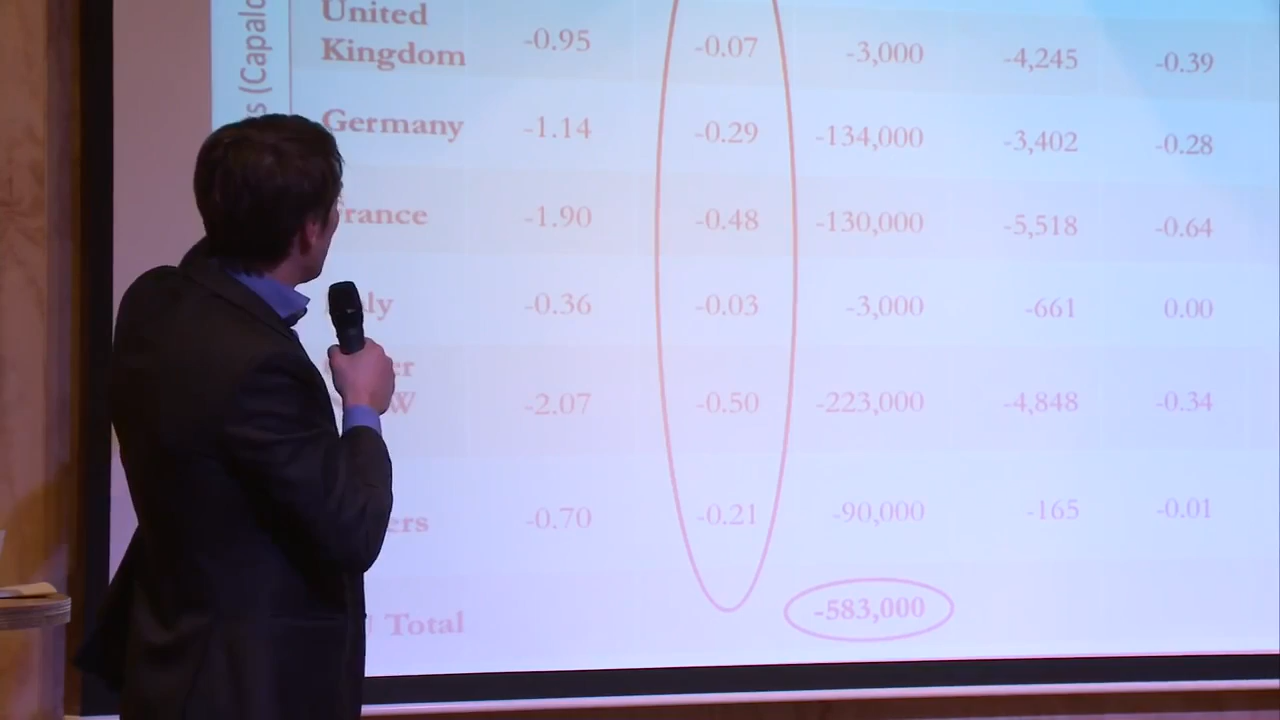 s (Capalo
United
Kingdom -0.95 -0.07 -3,000 -4,245 -0.39
Germany -1.14 -0.29 -134,000 -3,402 -0.28
rance -1.90 -0.48 -130,000 -5,518 -0.64
ly -0.36 -0.03 -3,000 -661 0.00
er
W -2.07 -0.50 -223,000 -4,848 -0.34
ers -0.70 -0.21 -90,000 -165 -0.01
Total -583,000